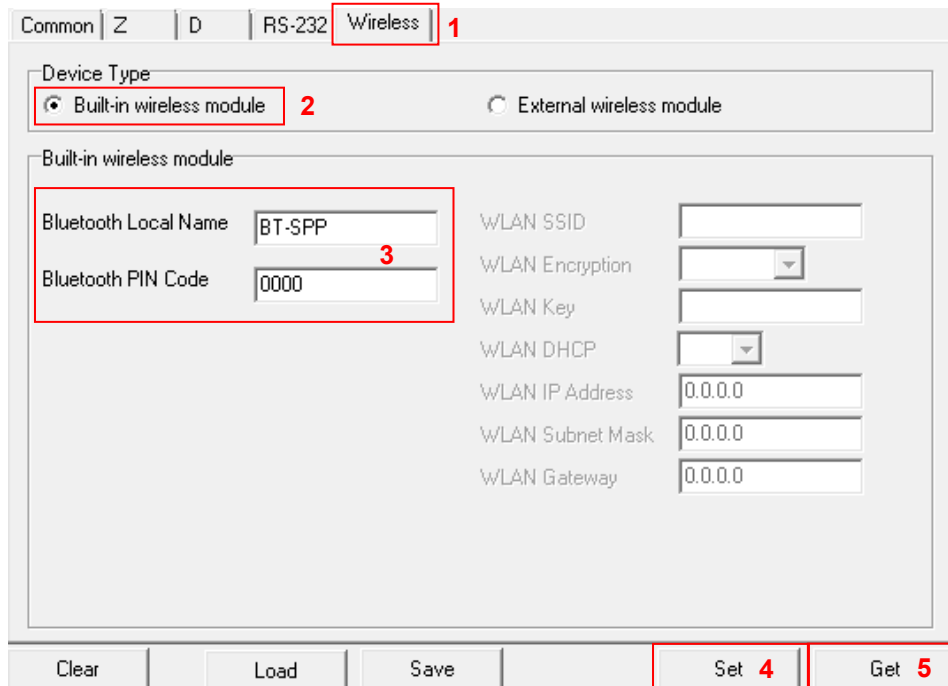 Common Z D RS-232 Wireless 1
Device Type
Built-in wireless module 2 External wireless module
Built-in wireless module
Bluetooth Local Name BT-SPP
3
Bluetooth PIN Code 0000
WLAN SSID
WLAN Encryption
WLAN Key
WLAN DHCP
WLAN IP Address 0.0.0.0
WLAN Subnet Mask 0.0.0.0
WLAN Gateway 0.0.0.0
Clear Load Save Set 4 Get 5